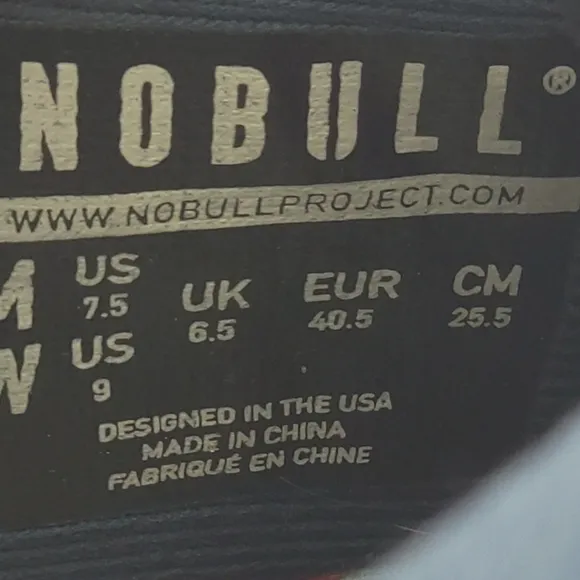 NOBULL®
WWW.NOBULLPROJECT.COM
M US 7.5 UK 6.5 EUR 40.5 CM 25.5
W US 9
DESIGNED IN THE USA
MADE IN CHINA
FABRIQUÉ EN CHINE